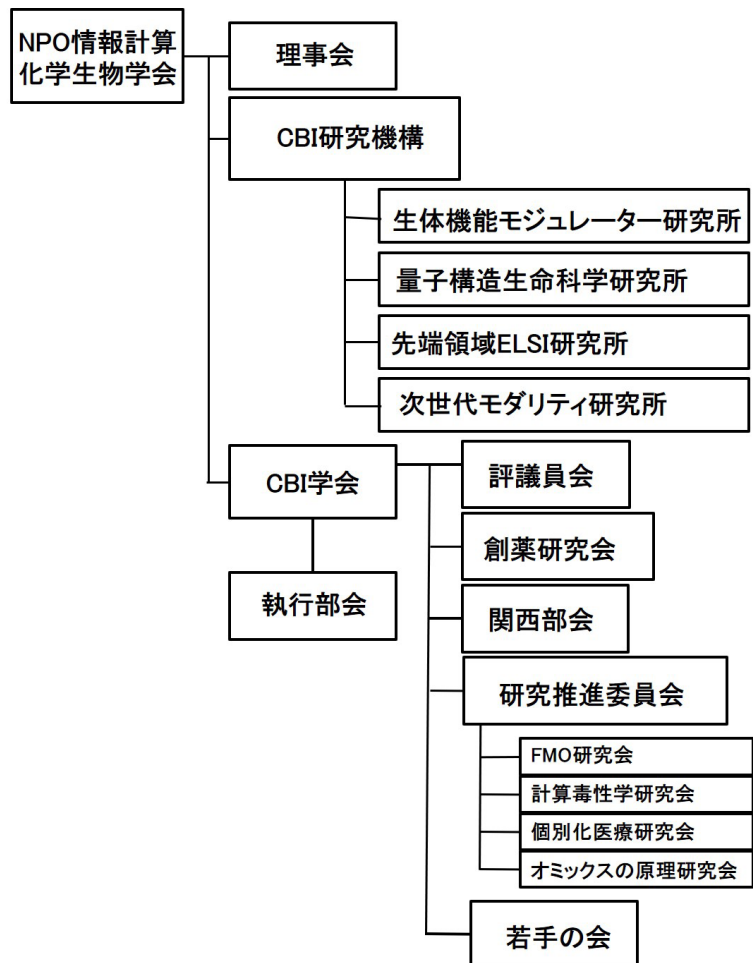 NPO情報計算
化学生物学会
理事会
CBI研究機構
生体機能モジュレーター研究所
量子構造生命科学研究所
先端領域ELSI研究所
次世代モダリティ研究所
CBI学会
執行部会
評議員会
創薬研究会
関西部会
研究推進委員会
FMO研究会
計算毒性学研究会
個別化医療研究会
オミックスの原理研究会
若手の会